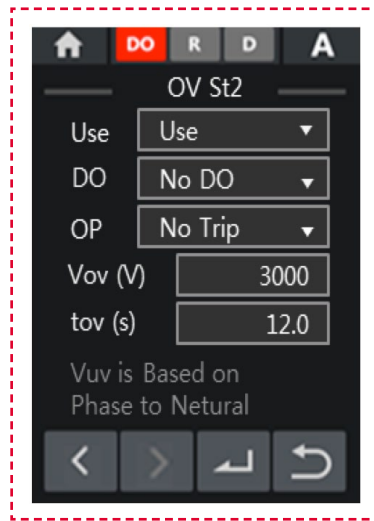 DO R D A
OV St2
Use Use
DO No DO
OP No Trip
Vov (V) 3000
tov (s) 12.0
Vuv is Based on
Phase to Netural